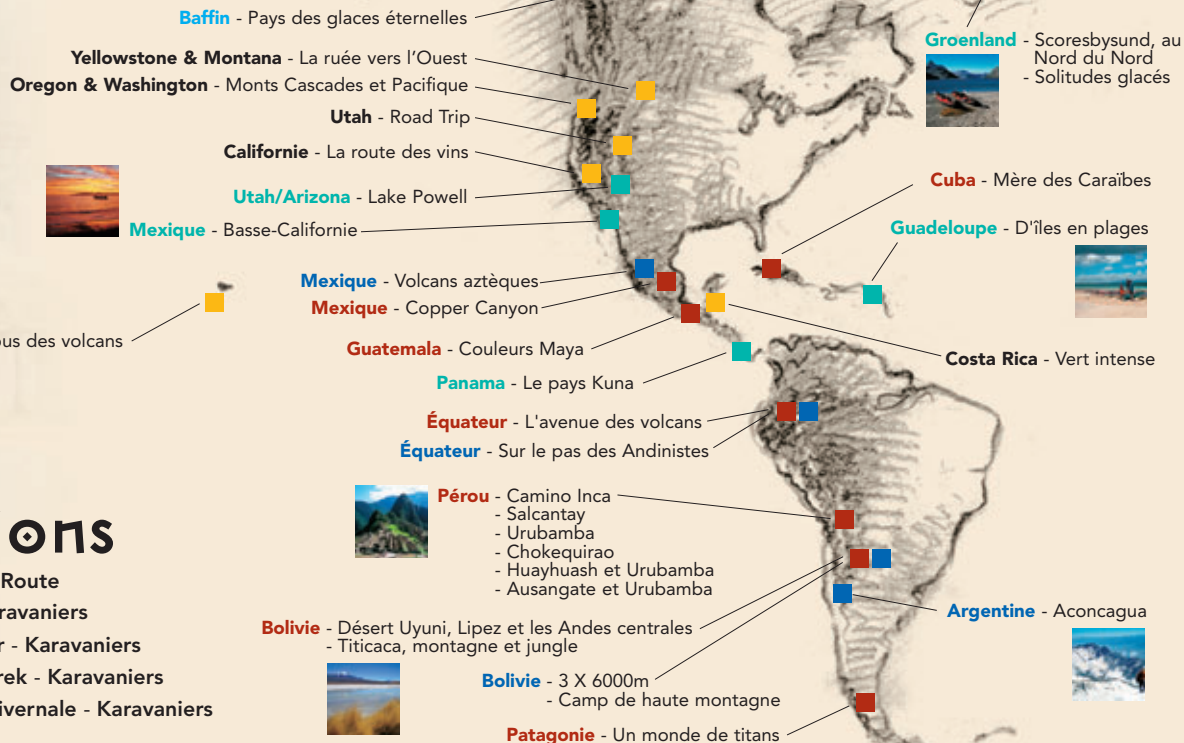 Baffin - Pays des glaces éternelles
Yellowstone & Montana - La ruée vers l'Ouest
Oregon & Washington - Monts Cascades et Pacifique
Utah - Road Trip
Californie - La route des vins
Utah/Arizona - Lake Powell
Mexique - Basse-Californie
Groenland - Scoresbysund, au
Nord du Nord
- Solitudes glacés
Cuba - Mère des Caraïbes
Guadeloupe - D'îles en plages
Mexique - Volcans aztèques
Mexique - Copper Canyon
des volcans
Guatemala - Couleurs Maya
Costa Rica - Vert intense
Panama - Le pays Kuna
Équateur - L'avenue des volcans
Équateur - Sur le pas des Andinistes
Pérou - Camino Inca
- Salcantay
- Urubamba
- Chokequirao
- Huayhuash et Urubamba
- Ausangate et Urubamba
Argentine - Aconcagua
Bolivie - Désert Uyuni, Lipez et les Andes centrales
- Titicaca, montagne et jungle
Bolivie - 3 X 6000m
- Camp de haute montagne
Patagonie - Un monde de titans
ons
Route
ravaniers
r - Karavaniers
rek - Karavaniers
ivernale - Karavaniers